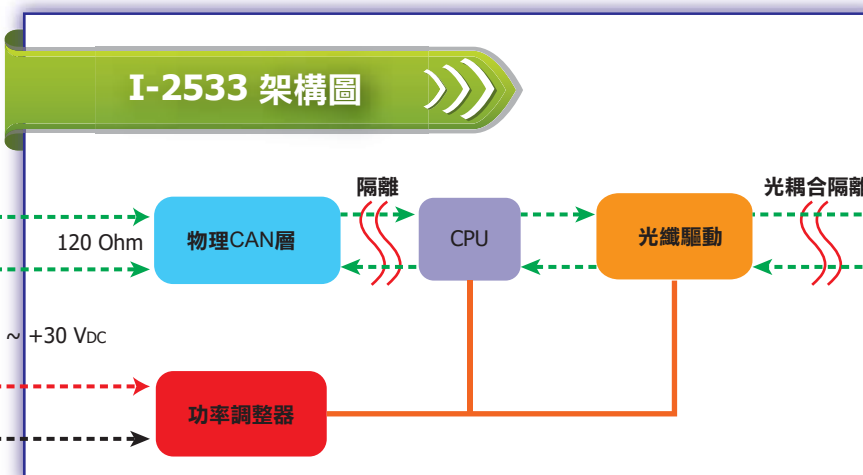 I-2533 架構圖
隔離
光耦合隔離
120 Ohm
物理CAN層
CPU
光纖驅動
~ +30 VDC
功率調整器